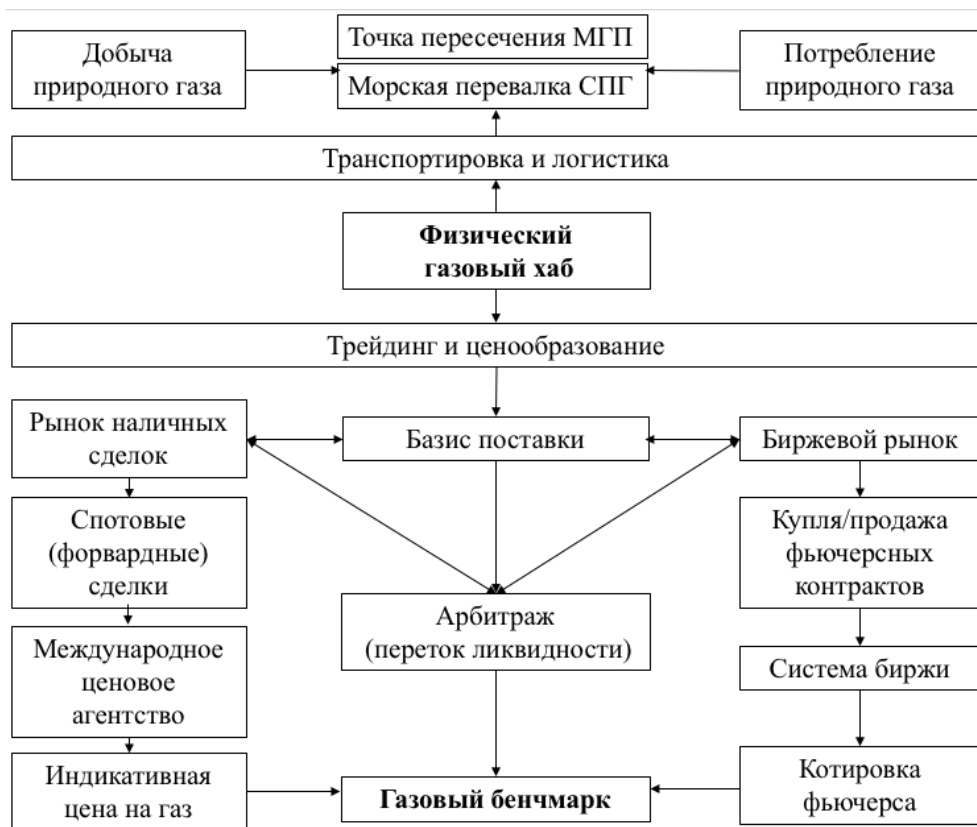 Добыча
природного газа
Точка пересечения МГП
Морская перевалка СПГ
Потребление
природного газа
Транспортировка и логистика
Физический
газовый хаб
Трейдинг и ценообразование
Рынок наличных
сделок
Базис поставки
Биржевой рынок
Спотовые
(форвардные)
сделки
Купля/продажа
фьючерсных
контрактов
Арбитраж
(переток ликвидности)
Международное
ценовое
агентство
Система биржи
Индикативная
цена на газ
Газовый бенчмарк
Котировка
фьючерса